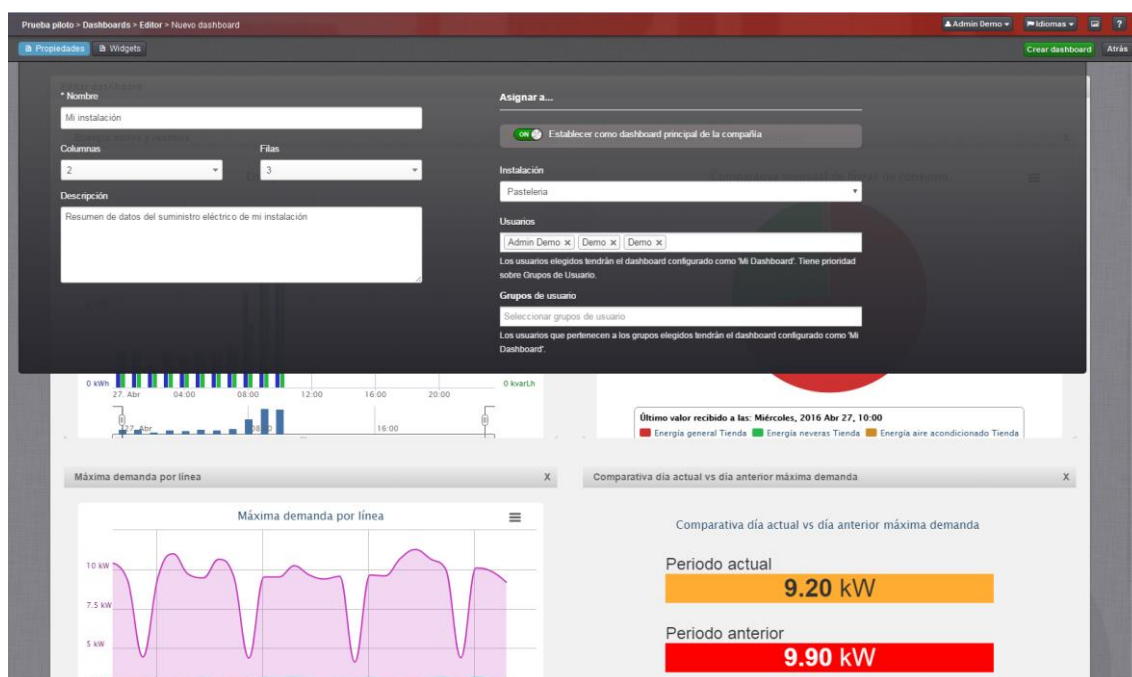 Prueba piloto > Dashboards > Editor > Nuevo dashboard
Admin Demo
Idiomas
?
Propiedades
Widgets
Crear dashboard
Atrás
* Nombre
Mi instalación
Columnas
Filas
2
3
Descripción
Resumen de datos del suministro eléctrico de mi instalación
Asignar a...
ON
Establecer como dashboard principal de la compañía
Instalación
Pasteleria
Usuarios
Admin Demo x
Demo x
Demo x
Los usuarios elegidos tendrán el dashboard configurado como 'Mi Dashboard'. Tiene prioridad
sobre Grupos de Usuario.
Grupos de usuario
Seleccionar grupos de usuario
Los usuarios que pertenecen a los grupos elegidos tendrán el dashboard configurado como 'Mi
Dashboard'.
0 kWh
0 kvarLh
27. Abr
04:00
08:00
12:00
16:00
20:00
27. Abr
16:00
Último valor recibido a las: Miércoles, 2016 Abr 27, 10:00
Energía general Tienda
Energía neveras Tienda
Energía aire acondicionado Tienda
Máxima demanda por línea
X
Comparativa día actual vs día anterior máxima demanda
X
Máxima demanda por línea
10 kW
7.5 kW
5 kW
Comparativa día actual vs día anterior máxima demanda
Periodo actual
9.20 kW
Periodo anterior
9.90 kW